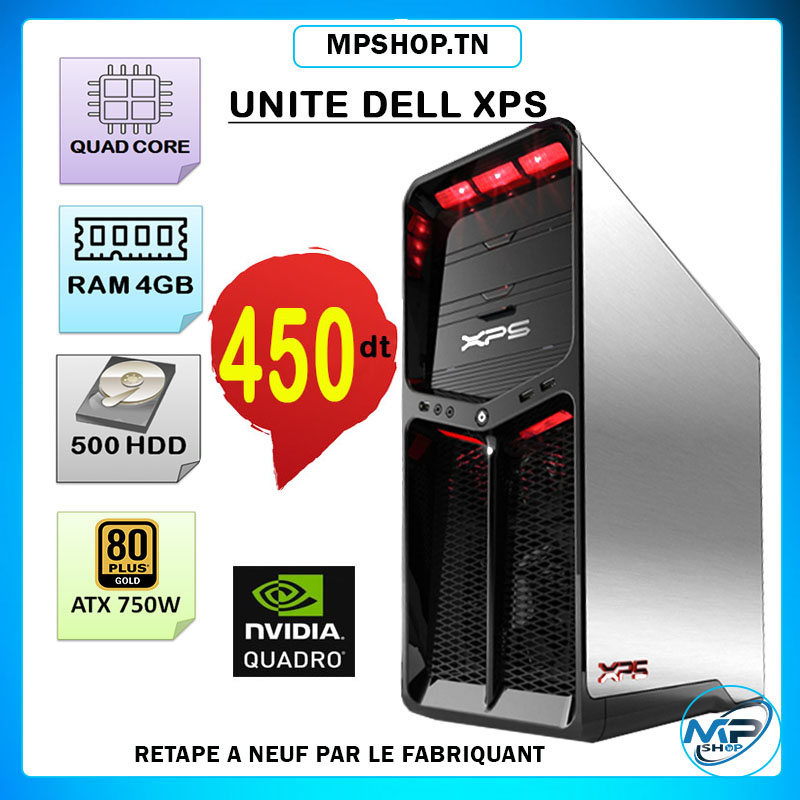 MPSHOP.TN
UNITE DELL XPS
QUAD CORE
RAM 4GB
450 dt
XPS
500 HDD
80
PLUS
GOLD
ATX 750W
NVIDIA.
QUADRO
XPS
MP
SHOP
RETAPE A NEUF PAR LE FABRIQUANT